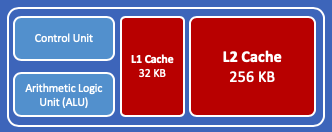 Control Unit
Arithmetic Logic
Unit (ALU)
L1 Cache
32 KB
L2 Cache
256 KB